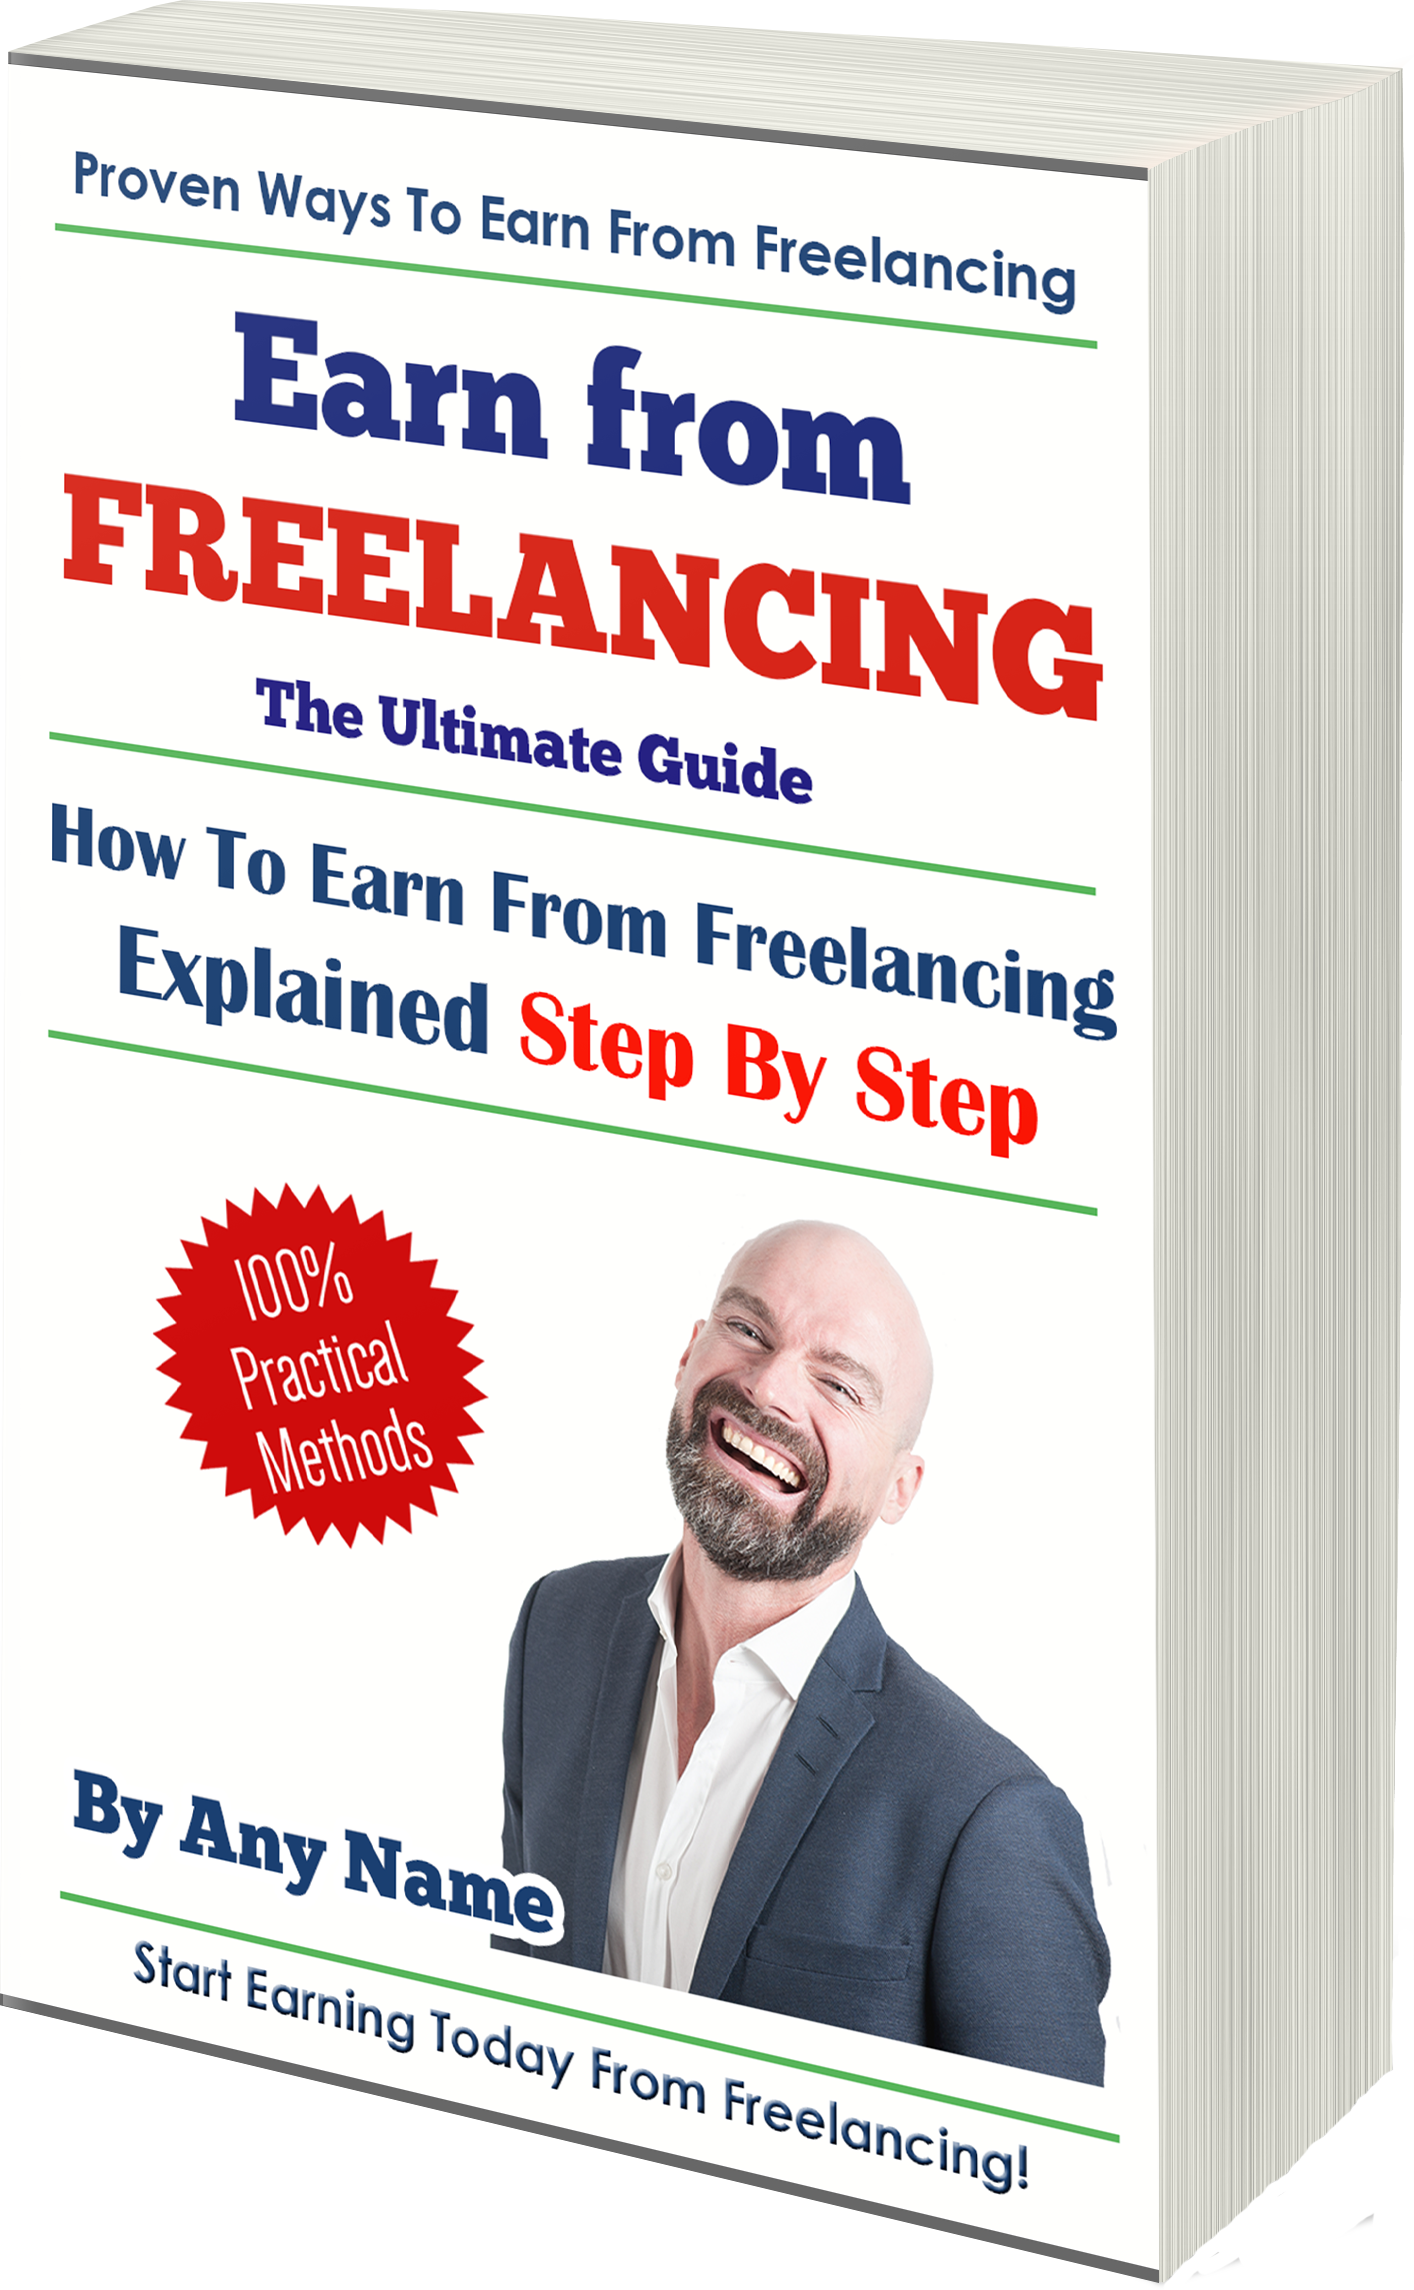 Proven Ways To Earn From Freelancing
Earn from
FREELANCING
The Ultimate Guide
How To Earn From Freelancing
Explained Step By Step
100%
Practical
Methods
By Any Name
Start Earning Today From Freelancing!